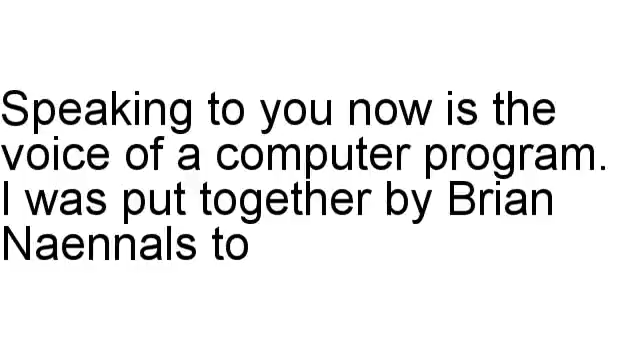 Speaking to you now is the
voice of a computer program.
I was put together by Brian
Naennals to